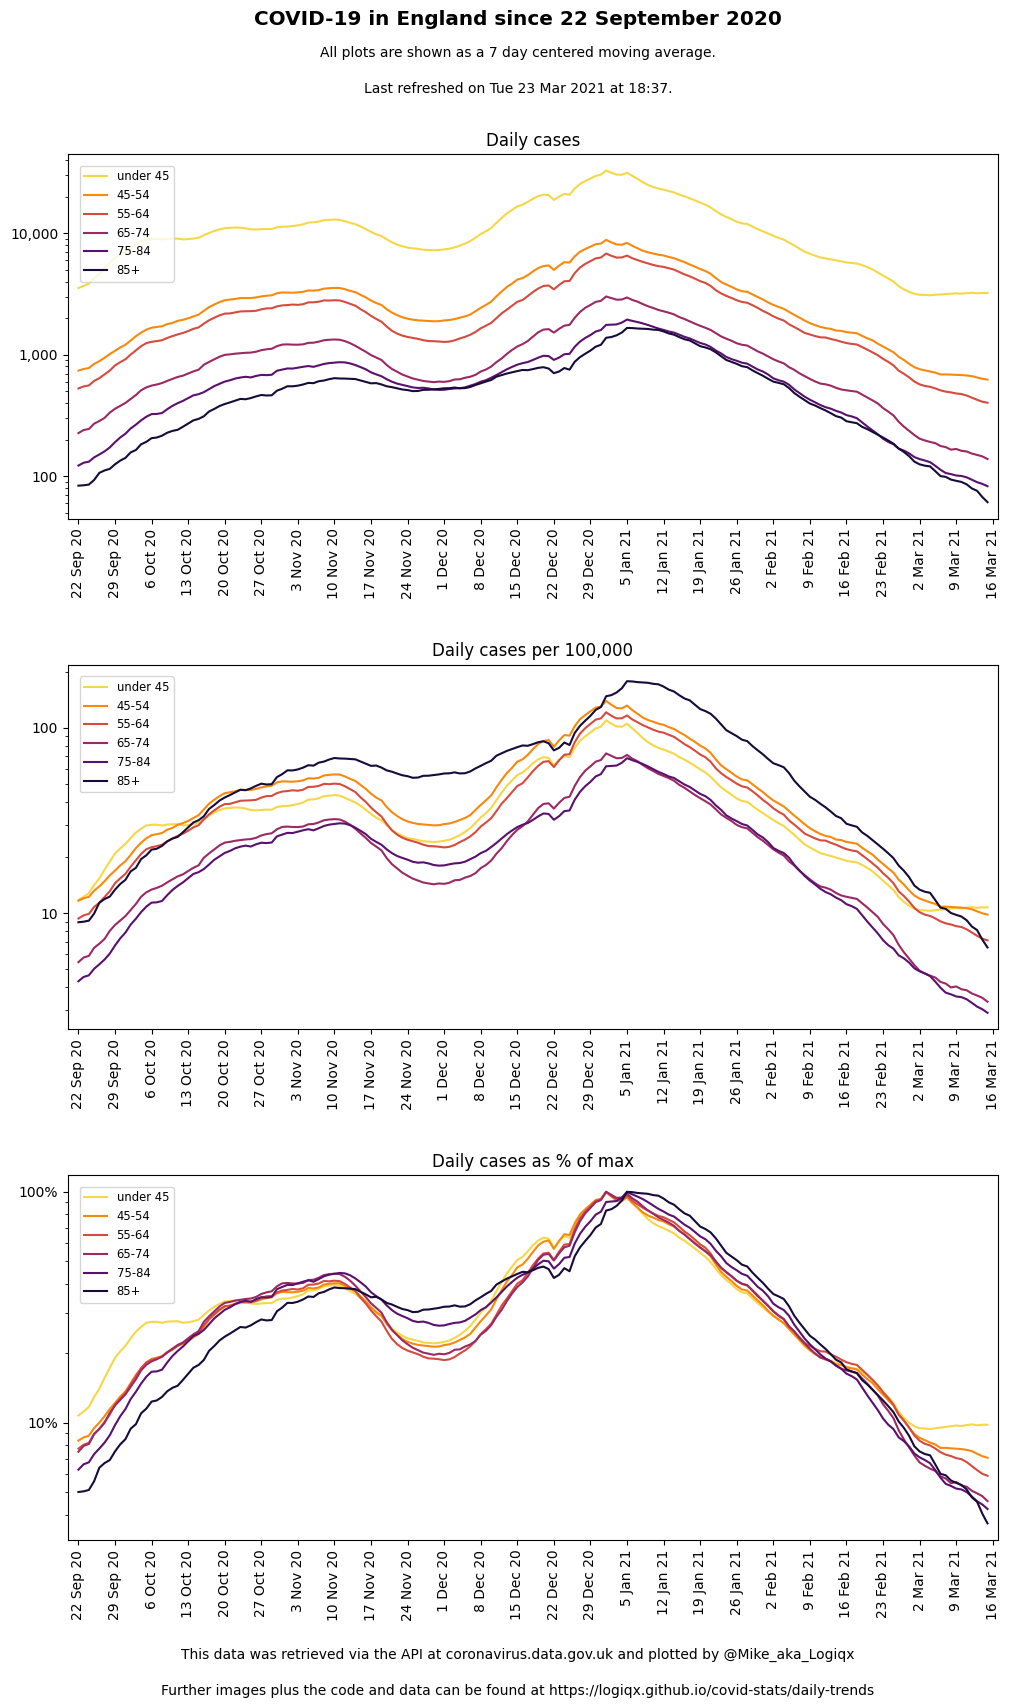 COVID-19 in England since 22 September 2020
All plots are shown as a 7 day centered moving average.
Last refreshed on Tue 23 Mar 2021 at 18:37.
Daily cases
under 45
45-54
55-64
65-74
75-84
85+
10,000
1,000
100
22 Sep 20
29 Sep 20
6 Oct 20
13 Oct 20
20 Oct 20
27 Oct 20
3 Nov 20
10 Nov 20
17 Nov 20
24 Nov 20
1 Dec 20
8 Dec 20
15 Dec 20
22 Dec 20
29 Dec 20
5 Jan 21
12 Jan 21
19 Jan 21
26 Jan 21
2 Feb 21
9 Feb 21
16 Feb 21
23 Feb 21
2 Mar 21
9 Mar 21
16 Mar 21
Daily cases per 100,000
under 45
45-54
55-64
65-74
75-84
85+
100
10
22 Sep 20
29 Sep 20
6 Oct 20
13 Oct 20
20 Oct 20
27 Oct 20
3 Nov 20
10 Nov 20
17 Nov 20
24 Nov 20
1 Dec 20
8 Dec 20
15 Dec 20
22 Dec 20
29 Dec 20
5 Jan 21
12 Jan 21
19 Jan 21
26 Jan 21
2 Feb 21
9 Feb 21
16 Feb 21
23 Feb 21
2 Mar 21
9 Mar 21
16 Mar 21
Daily cases as % of max
under 45
45-54
55-64
65-74
75-84
85+
100%
10%
22 Sep 20
29 Sep 20
6 Oct 20
13 Oct 20
20 Oct 20
27 Oct 20
3 Nov 20
10 Nov 20
17 Nov 20
24 Nov 20
1 Dec 20
8 Dec 20
15 Dec 20
22 Dec 20
29 Dec 20
5 Jan 21
12 Jan 21
19 Jan 21
26 Jan 21
2 Feb 21
9 Feb 21
16 Feb 21
23 Feb 21
2 Mar 21
9 Mar 21
16 Mar 21
This data was retrieved via the API at coronavirus.data.gov.uk and plotted by @Mike_aka_Logiqx
Further images plus the code and data can be found at https://logiqx.github.io/covid-stats/daily-trends